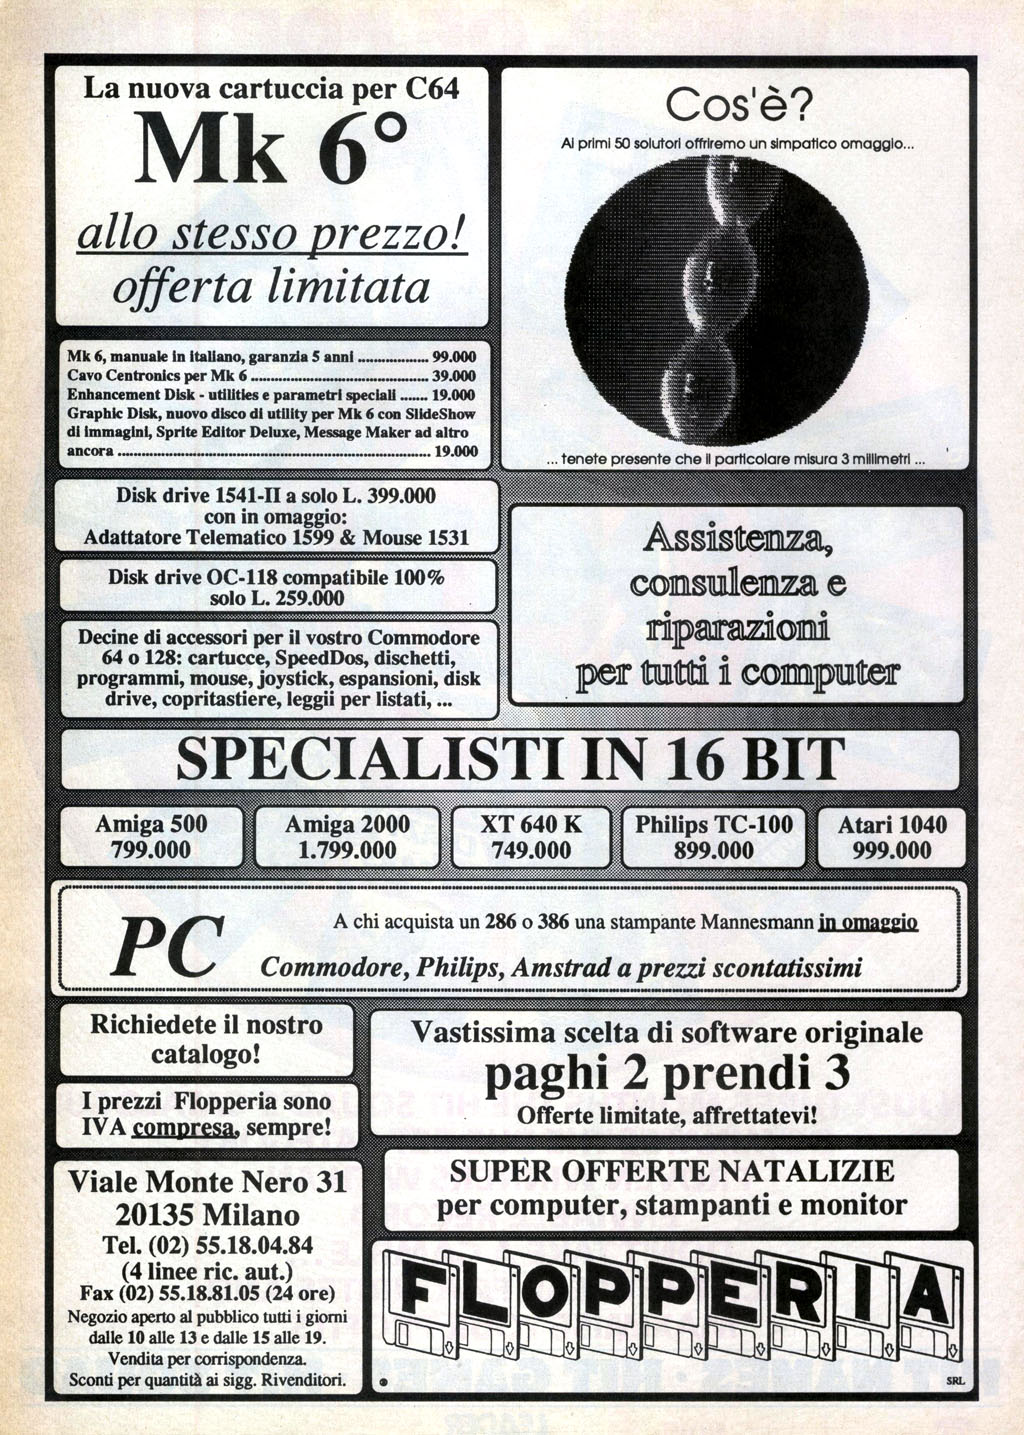 La nuova cartuccia per C64
Mk 6°
allo stesso prezzo!
offerta limitata
Mk 6, manuale in italiano, garanzia 5 anni .................. 99.000
Cavo Centronics per Mk 6 .............................................. 39.000
Enhancement Disk - utilities e parametri speciali ....... 19.000
Graphic Disk, nuovo disco di utility per Mk 6 con SlideShow
di immagini, Sprite Editor Deluxe, Message Maker ad altro
ancora ................................................................................ 19.000
Cos'è?
Ai primi 50 solutori offriremo un simpatico omaggio...
... tenete presente che il particolare misura 3 millimetri ...
Disk drive 1541-II a solo L. 399.000
con in omaggio:
Adattatore Telematico 1599 & Mouse 1531
Disk drive OC-118 compatibile 100%
solo L. 259.000
Decine di accessori per il vostro Commodore
64 o 128: cartucce, SpeedDos, dischetti,
programmi, mouse, joystick, espansioni, disk
drive, copritastiere, leggii per listati, ...
Assistenza,
consulenza e
riparazioni
per tutti i computer
SPECIALISTI IN 16 BIT
Amiga 500
799.000
Amiga 2000
1.799.000
XT 640 K
749.000
Philips TC-100
899.000
Atari 1040
999.000
PC
A chi acquista un 286 o 386 una stampante Mannesmann in omaggio
Commodore, Philips, Amstrad a prezzi scontatissimi
Richiedete il nostro
catalogo!
I prezzi Flopperia sono
IVA compresa, sempre!
Vastissima scelta di software originale
paghi 2 prendi 3
Offerte limitate, affrettatevi!
Viale Monte Nero 31
20135 Milano
Tel. (02) 55.18.04.84
(4 linee ric. aut.)
Fax (02) 55.18.81.05 (24 ore)
Negozio aperto al pubblico tutti i giorni
dalle 10 alle 13 e dalle 15 alle 19.
Vendita per corrispondenza.
Sconti per quantità ai sigg. Rivenditori.
SUPER OFFERTE NATALIZIE
per computer, stampanti e monitor
FLOPPERIA
SRL